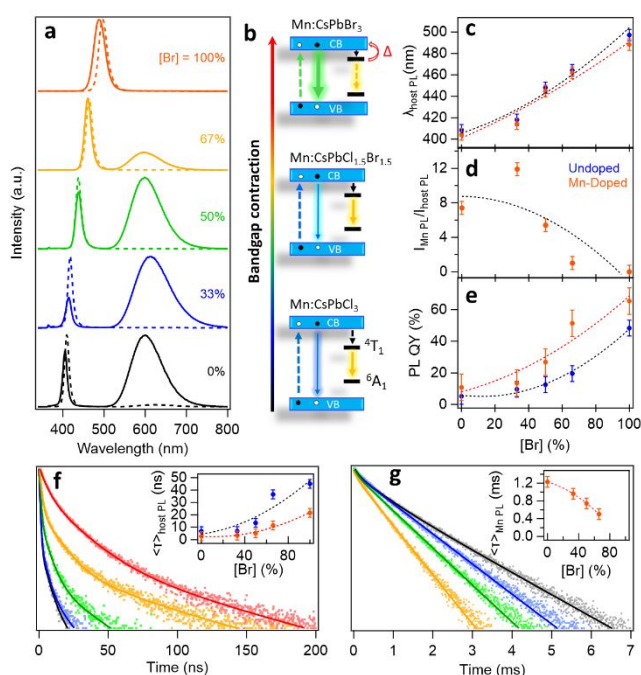 a
[Br] = 100%
67%
50%
33%
0%
Intensity (a.u.)
400 500 600 700 800
Wavelength (nm)
b
Bandgap contraction
Mn:CsPbBr3
CB
Δ
VB
Mn:CsPbCl1.5Br1.5
CB
VB
Mn:CsPbCl3
CB
4T1
6A1
VB
c
λhost PL(nm)
500
480
460
440
420
400
d
IMn PL/Ihost PL
12
8
4
0
Undoped
Mn-Doped
e
PL QY (%)
60
40
20
0
0 20 40 60 80 100
[Br] (%)
f
<τ>host PL (ns)
50
40
30
20
10
0
0 50 100
[Br] (%)
0 50 100 150 200
Time (ns)
g
<τ>Mn PL (ms)
1.2
0.8
0.4
0.0
0 20 40 60 80
[Br] (%)
0 1 2 3 4 5 6 7
Time (ms)